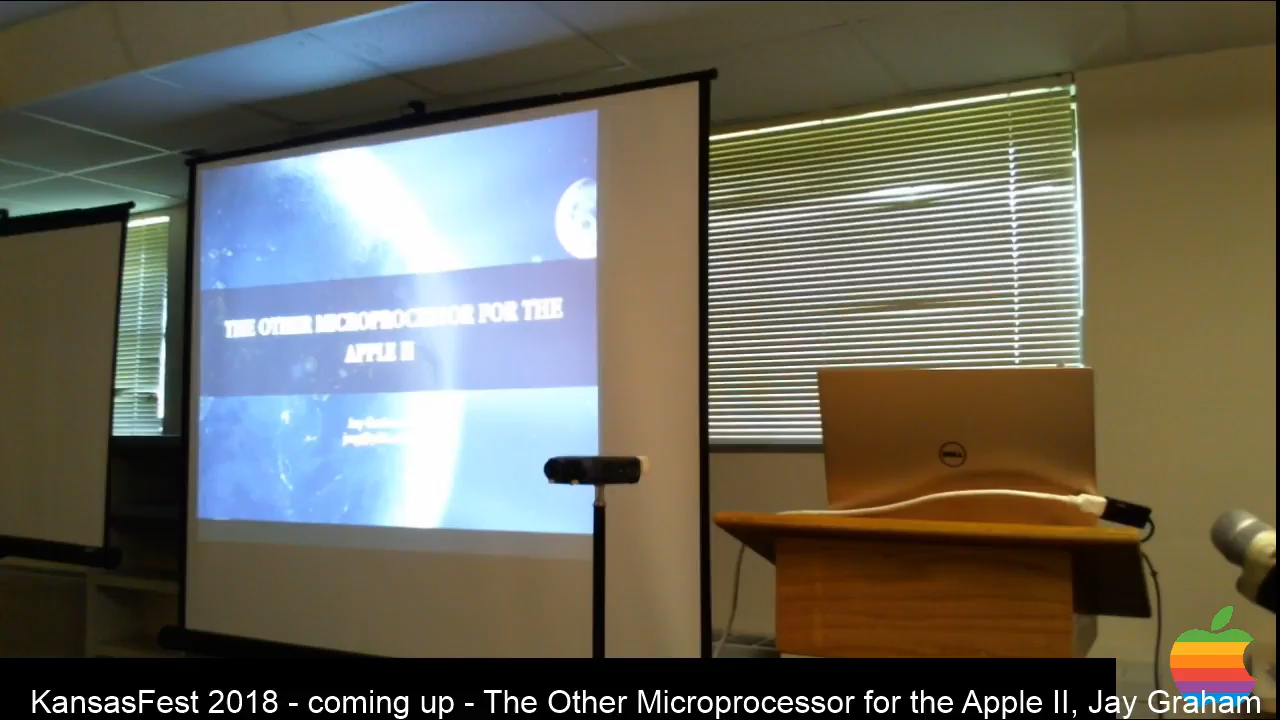 THE OTHER MICROPROCESSOR FOR THE
APPLE II
Jay
DELL
KansasFest 2018 - coming up - The Other Microprocessor for the Apple II, Jay Graham